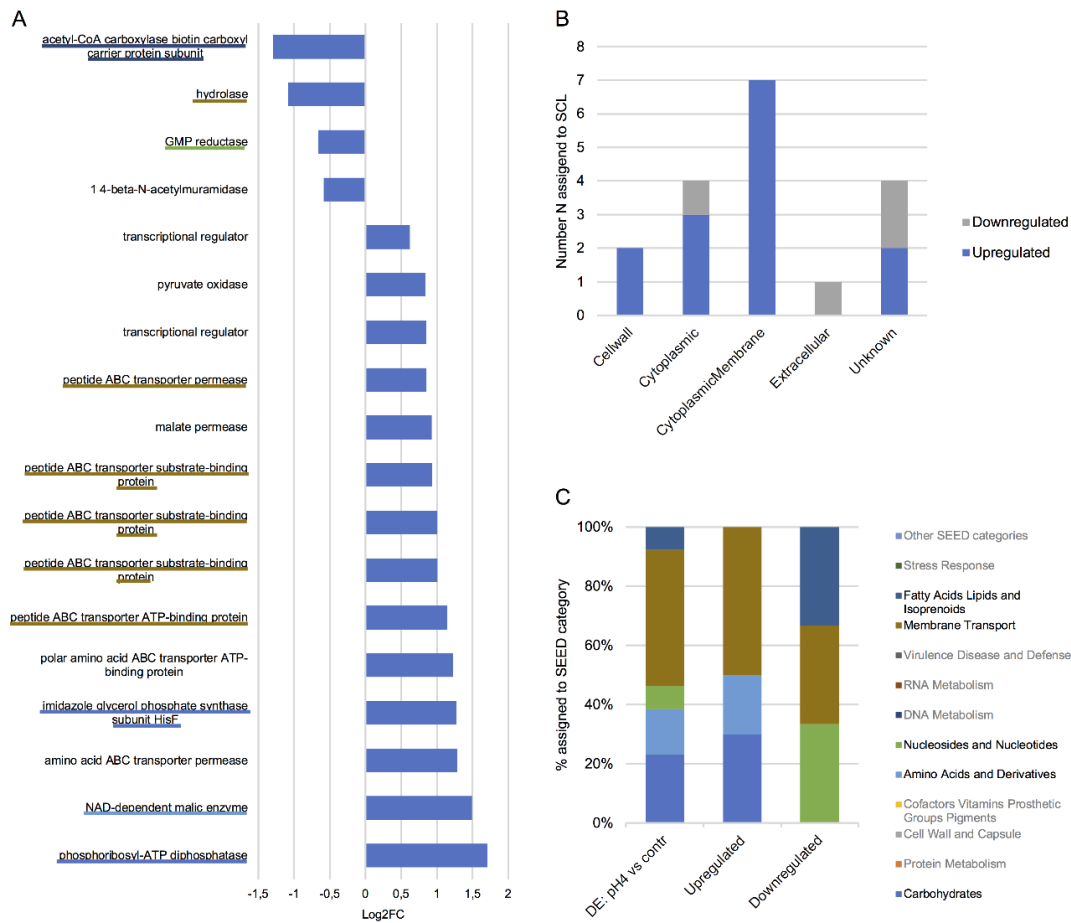 A
acetyl-CoA carboxylase biotin carboxyl
carrier protein subunit
hydrolase
GMP reductase
1 4-beta-N-acetylmuramidase
transcriptional regulator
pyruvate oxidase
transcriptional regulator
peptide ABC transporter permease
malate permease
peptide ABC transporter substrate-binding
protein
peptide ABC transporter substrate-binding
protein
peptide ABC transporter substrate-binding
protein
peptide ABC transporter ATP-binding protein
polar amino acid ABC transporter ATP-
binding protein
imidazole glycerol phosphate synthase
subunit HisF
amino acid ABC transporter permease
NAD-dependent malic enzyme
phosphoribosyl-ATP diphosphatase
-1,5 -1 -0,5 0 0,5 1 1,5 2
Log2FC
B
Number N assigend to SCL
8
7
6
5
4
3
2
1
0
Cellwall
Cytoplasmic
CytoplasmicMembrane
Extracellular
Unknown
Downregulated
Upregulated
C
% assigned to SEED category
100%
80%
60%
40%
20%
0%
DE: pH4 vs contr
Upregulated
Downregulated
Other SEED categories
Stress Response
Fatty Acids Lipids and
Isoprenoids
Membrane Transport
Virulence Disease and Defense
RNA Metabolism
DNA Metabolism
Nucleosides and Nucleotides
Amino Acids and Derivatives
Cofactors Vitamins Prosthetic
Groups Pigments
Cell Wall and Capsule
Protein Metabolism
Carbohydrates